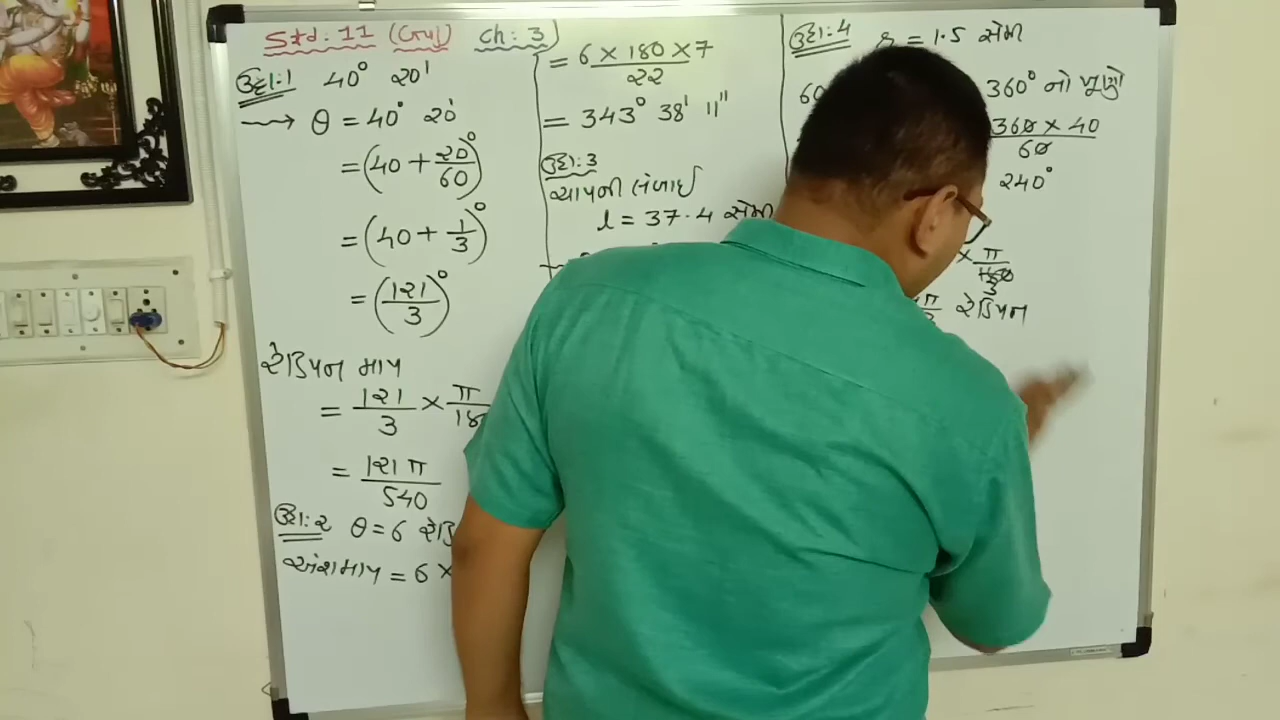 Std: 11 (ગણિત) Ch: 3
ઉદા:1 40° 20'
θ = 40° 20'
= (40 + 20/60)°
= (40 + 1/3)°
= (121/3)°
રેડિયન માપ
= 121/3 × π/18
= 121π/540
ઉદા:2 θ = 6
અંશમાપ = 6 ×
= 6 × 180 × 7 / 22
= 343° 38' 11"
ઉદા:3
ચાપની લંબાઈ
l = 37.4 સેમી
ઉદા:4 r = 1.5 સેમી
60
360° નો ખૂણો
360 × 40 / 60
240°
× π/180
3
π/3 રેડિયન